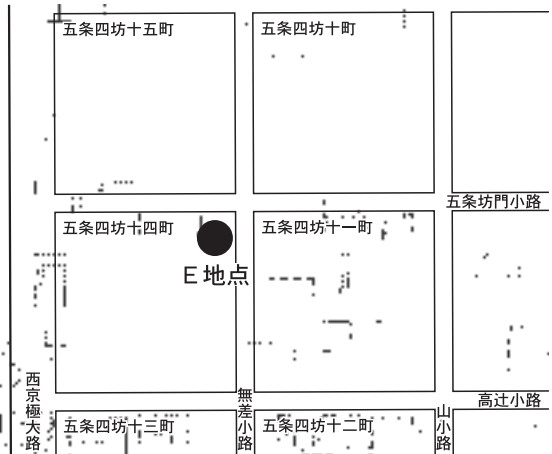 五条四坊十五町
五条四坊十町
五条坊門小路
五条四坊十四町
五条四坊十一町
E地点
高辻小路
西京極大路
無差小路
山小路
五条四坊十三町
五条四坊十二町